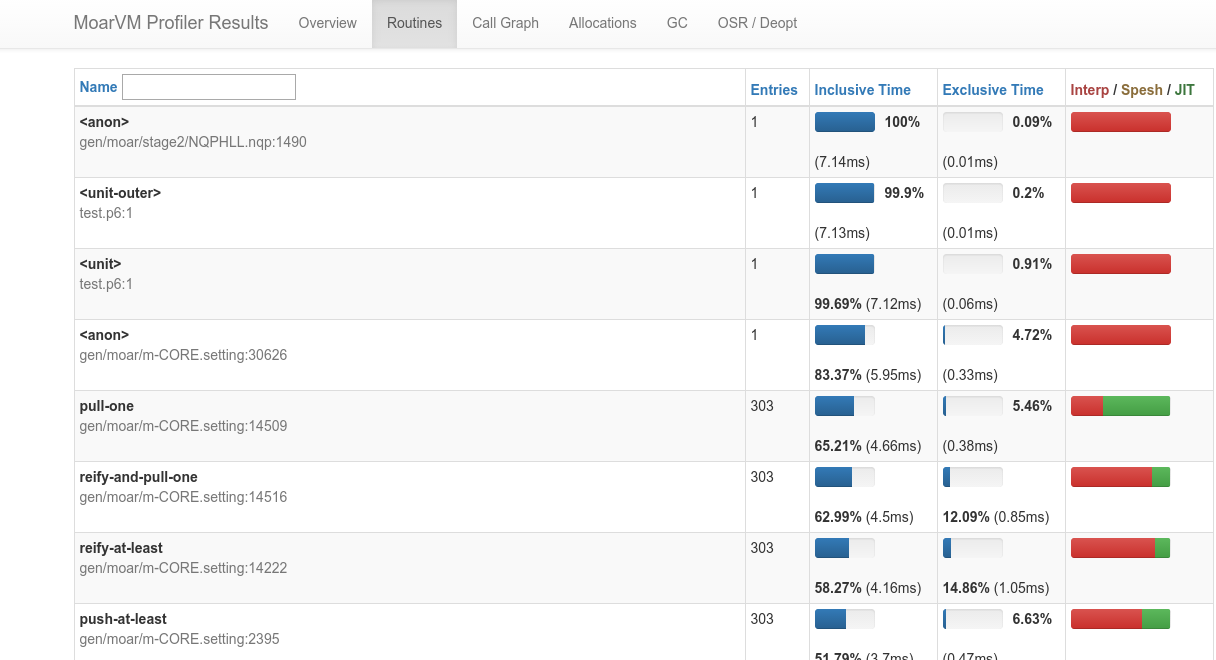 MoarVM Profiler Results Overview Routines Call Graph Allocations GC OSR / Deopt
Name Entries Inclusive Time Exclusive Time Interp / Spesh / JIT
<anon> 1 100% 0.09%
gen/moar/stage2/NQPHLL.nqp:1490
(7.14ms) (0.01ms)
<unit-outer> 1 99.9% 0.2%
test.p6:1
(7.13ms) (0.01ms)
<unit> 1 0.91%
test.p6:1
99.69% (7.12ms) (0.06ms)
<anon> 1 4.72%
gen/moar/m-CORE.setting:30626
83.37% (5.95ms) (0.33ms)
pull-one 303 5.46%
gen/moar/m-CORE.setting:14509
65.21% (4.66ms) (0.38ms)
reify-and-pull-one 303
gen/moar/m-CORE.setting:14516
62.99% (4.5ms) 12.09% (0.85ms)
reify-at-least 303
gen/moar/m-CORE.setting:14222
58.27% (4.16ms) 14.86% (1.05ms)
push-at-least 303 6.63%
gen/moar/m-CORE.setting:2395
51.79% (3.7ms) (0.47ms)